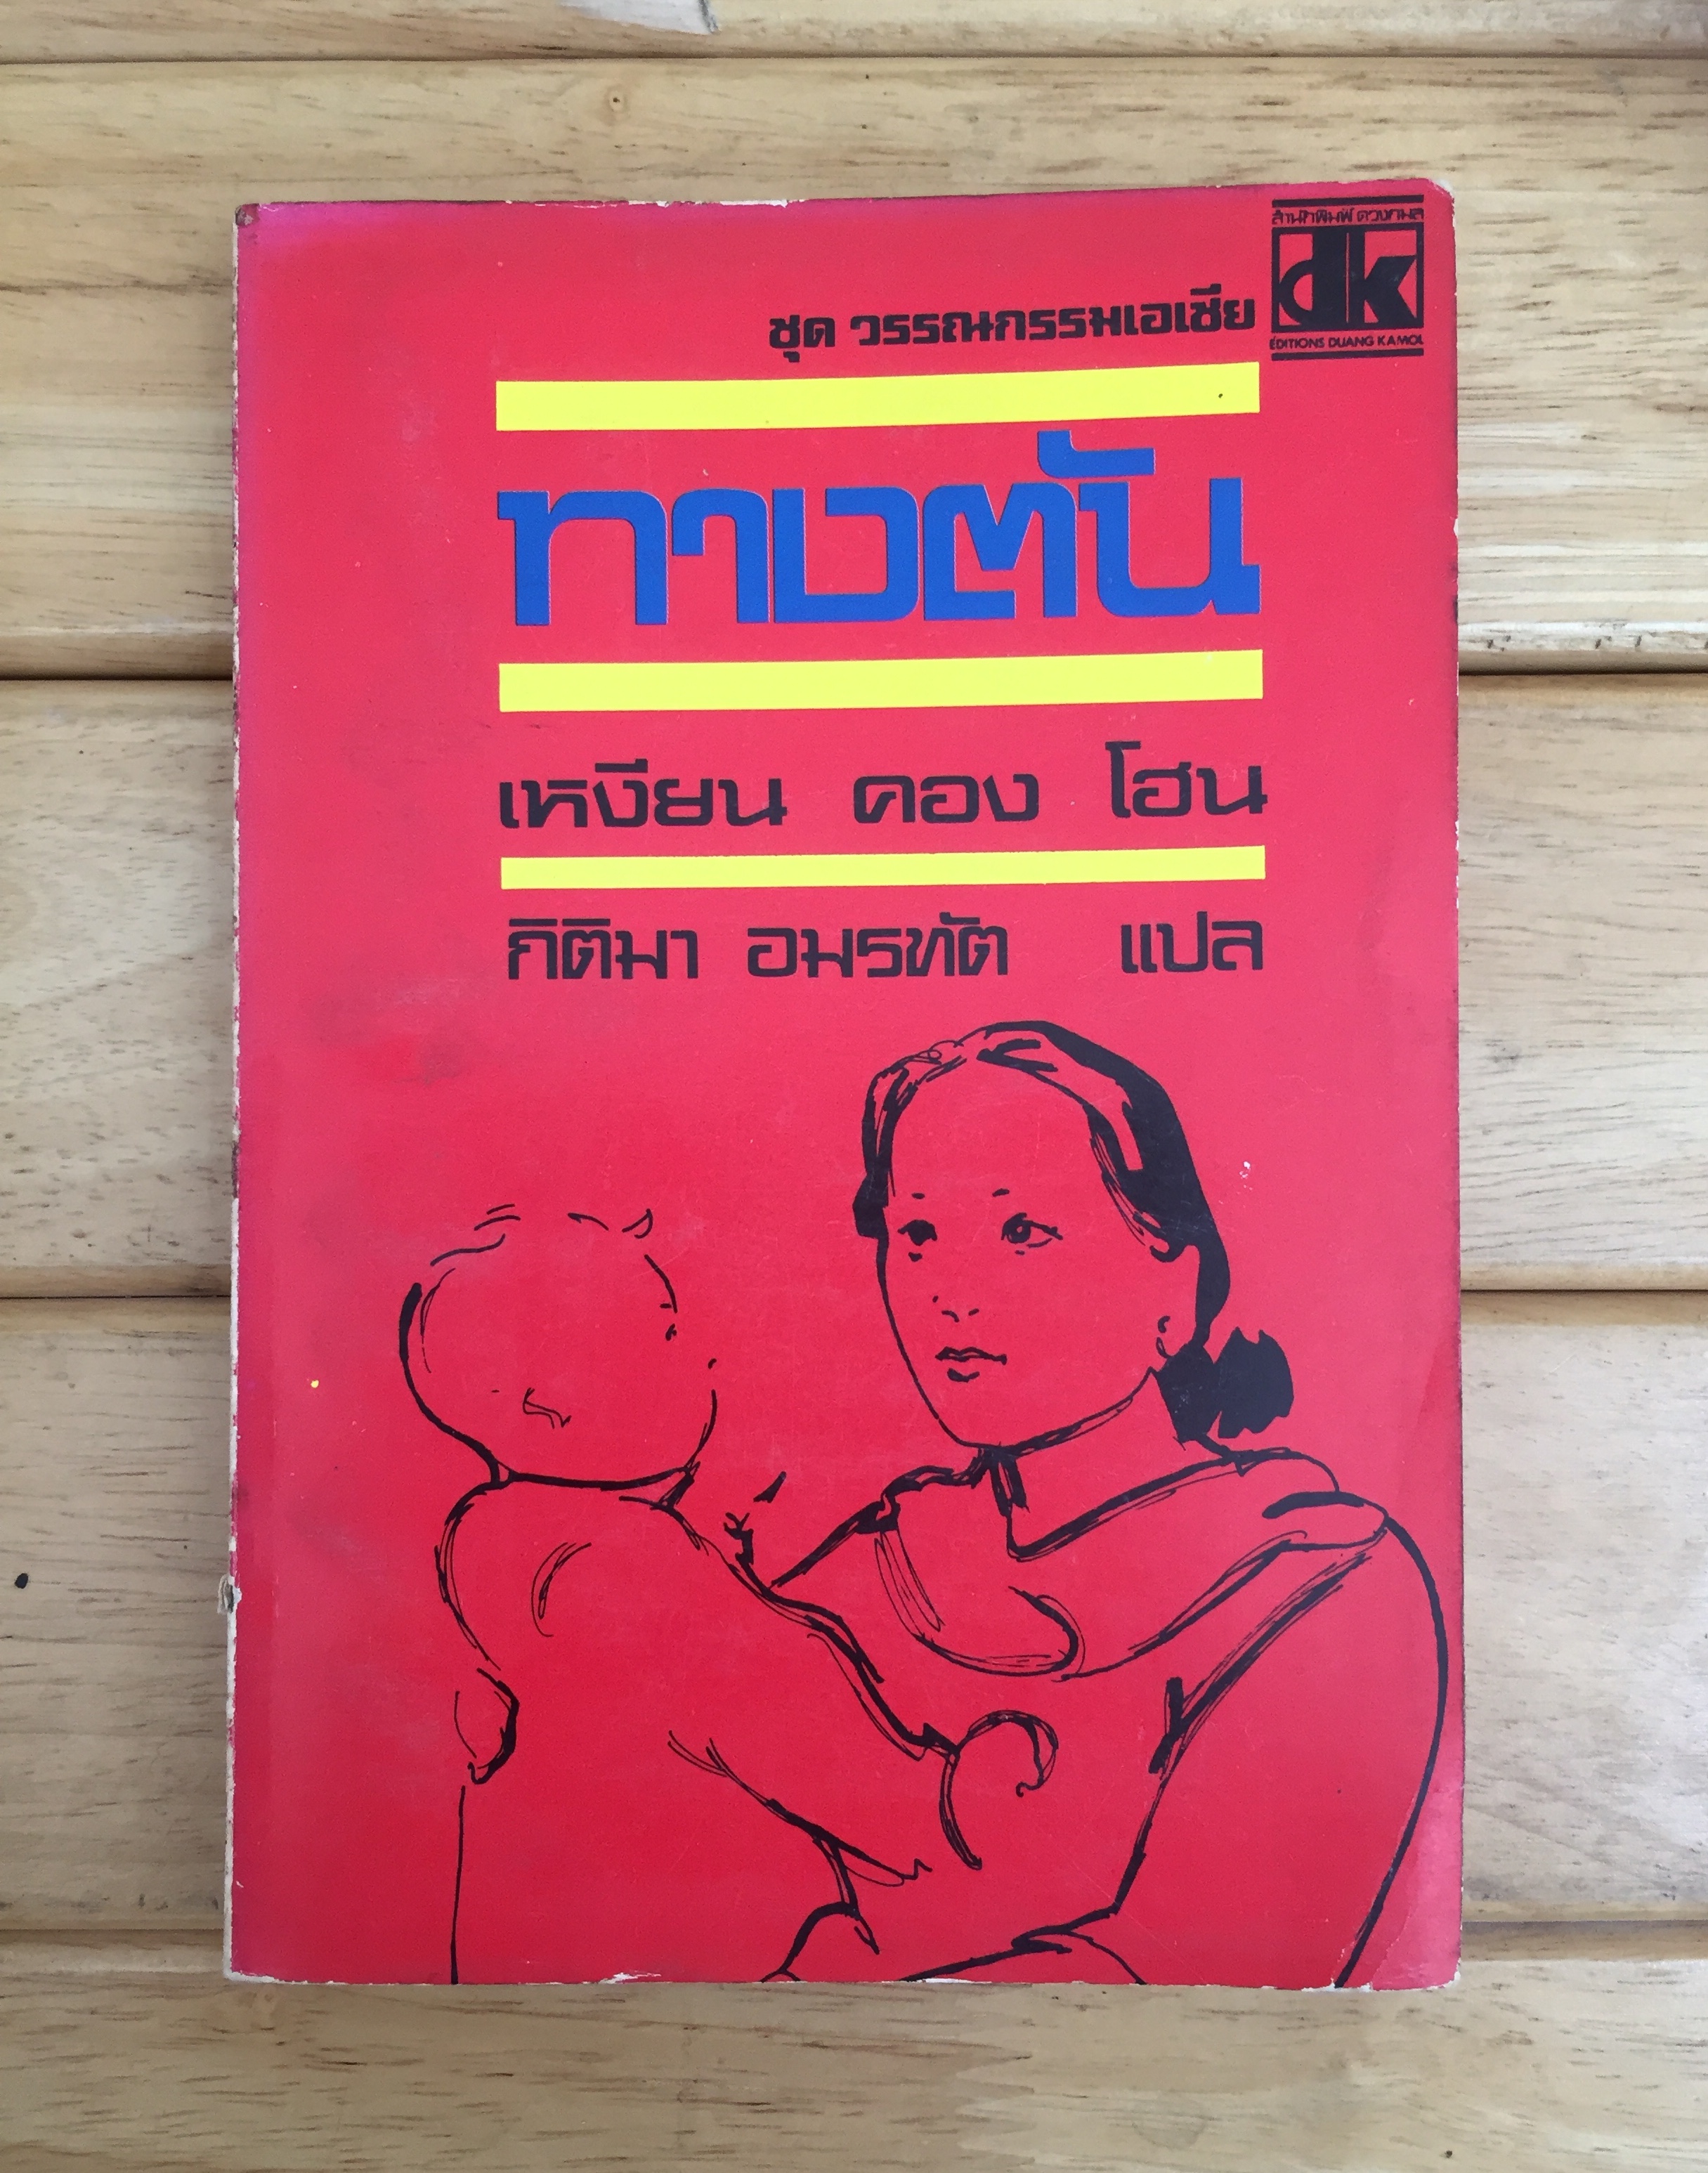 สำนักพิมพ์ ดวงกมล
dk
EDITIONS DUANG KAMOL
ชุด วรรณกรรมเอเซีย
ทางตัน
เหงียน คอง โฮน
กิติมา อมรทัต แปล